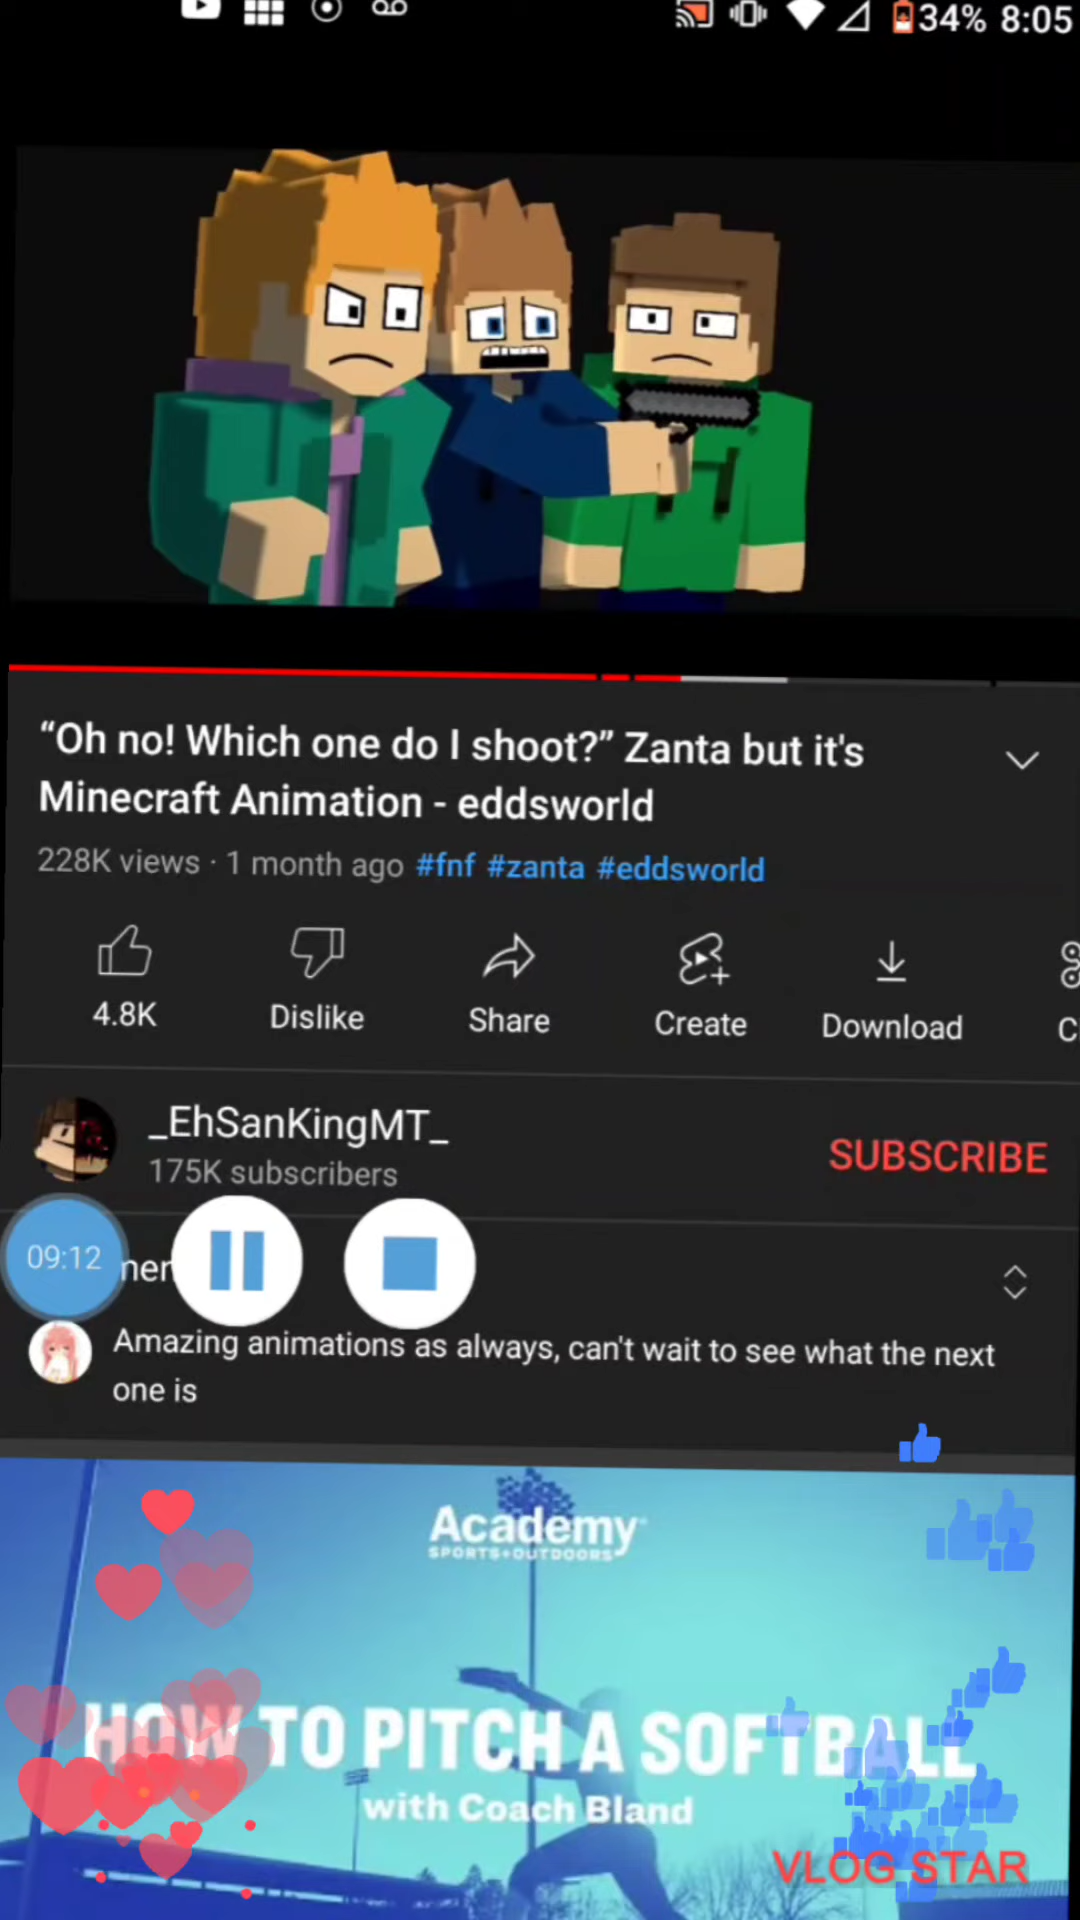 34% 8:05
“Oh no! Which one do I shoot?” Zanta but it's
Minecraft Animation - eddsworld
228K views · 1 month ago #fnf #zanta #eddsworld
4.8K
Dislike
Share
Create
Download
C
_EhSanKingMT_
175K subscribers
SUBSCRIBE
09:12
Amazing animations as always, can't wait to see what the next
one is
Academy
SPORTS+OUTDOORS
HOW TO PITCH A SOFTBALL
with Coach Bland
VLOG STAR